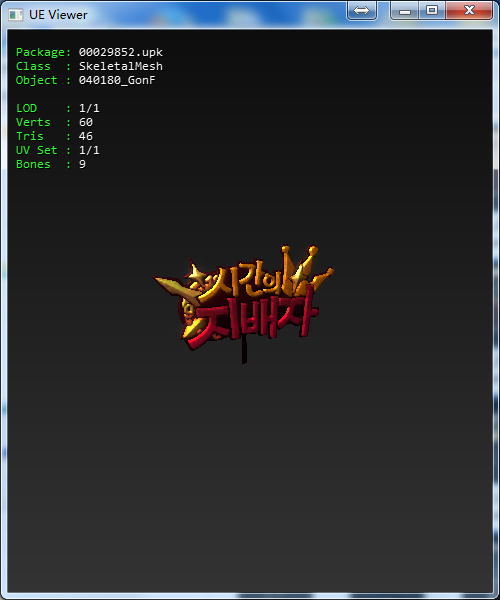 UE Viewer
Package: 00029852.upk
Class : SkeletalMesh
Object : 040180_GonF
LOD : 1/1
Verts : 60
Tris : 46
UV Set : 1/1
Bones : 9
시간의
지배자